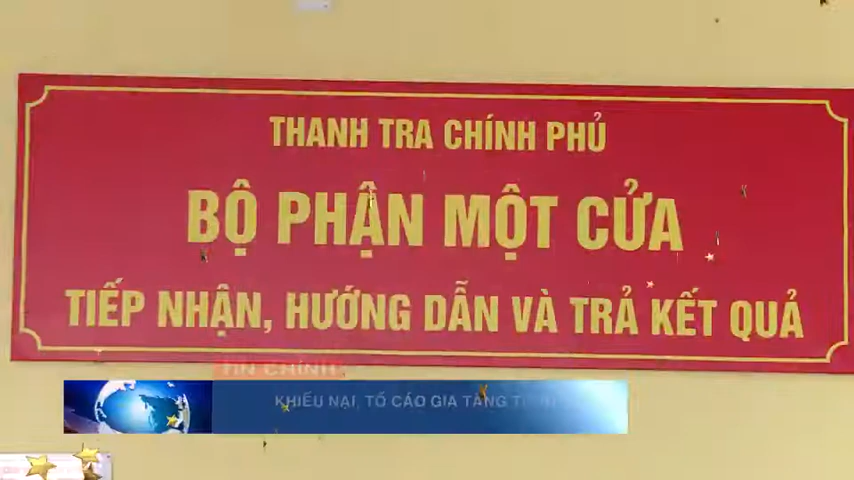 THANH TRA CHÍNH PHỦ
BỘ PHẬN MỘT CỬA
TIẾP NHẬN, HƯỚNG DẪN VÀ TRẢ KẾT QUẢ
TIN CHÍNH
KHIẾU NẠI, TỐ CÁO GIA TĂNG